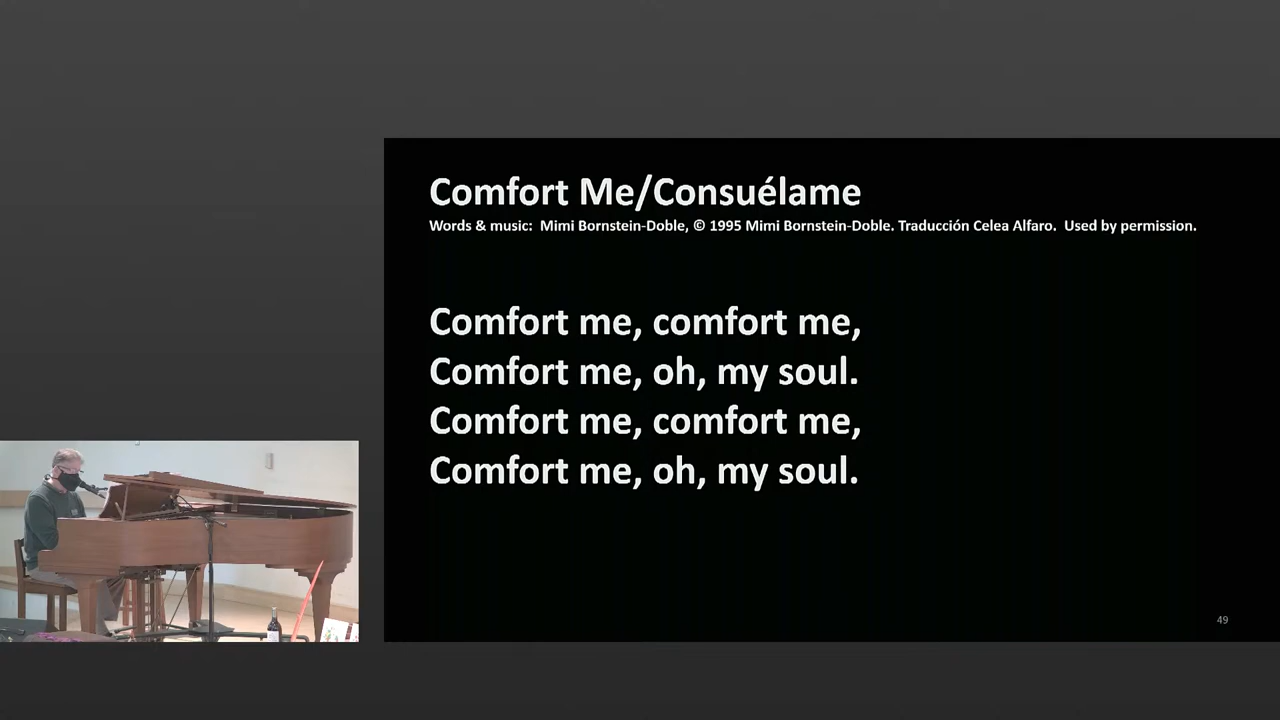 Comfort Me/Consuélame
Words & music:  Mimi Bornstein-Doble, © 1995 Mimi Bornstein-Doble. Traducción Celea Alfaro.  Used by permission.
Comfort me, comfort me,
Comfort me, oh, my soul.
Comfort me, comfort me,
Comfort me, oh, my soul.
49